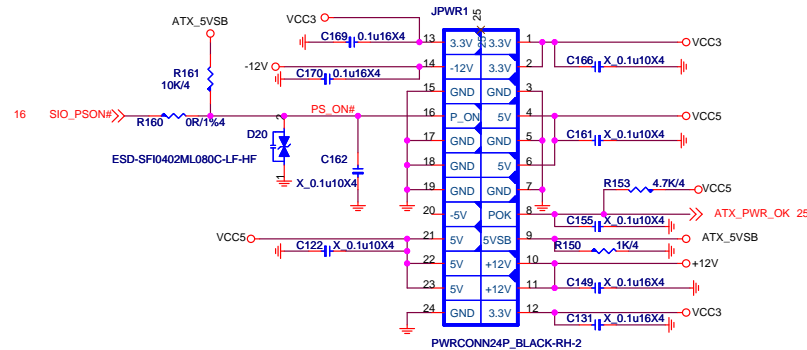 ATX_5VSB
R161
10K/4
16 SIO_PSON#
R160 0R/1%4
D20
2
1
ESD-SFI0402ML080C-LF-HF
PS_ON#
C162
X_0.1u10X4
VCC3
C169 0.1u16X4
-12V
C170 0.1u16X4
VCC5
C122 X_0.1u10X4
JPWR1
25
25
13 3.3V 3.3V 1
14 -12V 3.3V 2
15 GND GND 3
16 P_ON 5V 4
17 GND GND 5
18 GND 5V 6
19 GND GND 7
20 -5V POK 8
21 5V 5VSB 9
22 5V +12V 10
23 5V +12V 11
24 GND 3.3V 12
PWRCONN24P_BLACK-RH-2
VCC3
C166 X_0.1u10X4
VCC5
C161 X_0.1u10X4
R153 4.7K/4
VCC5
ATX_PWR_OK 25
C155 X_0.1u10X4
ATX_5VSB
R150 1K/4
+12V
C149 X_0.1u16X4
VCC3
C131 X_0.1u16X4